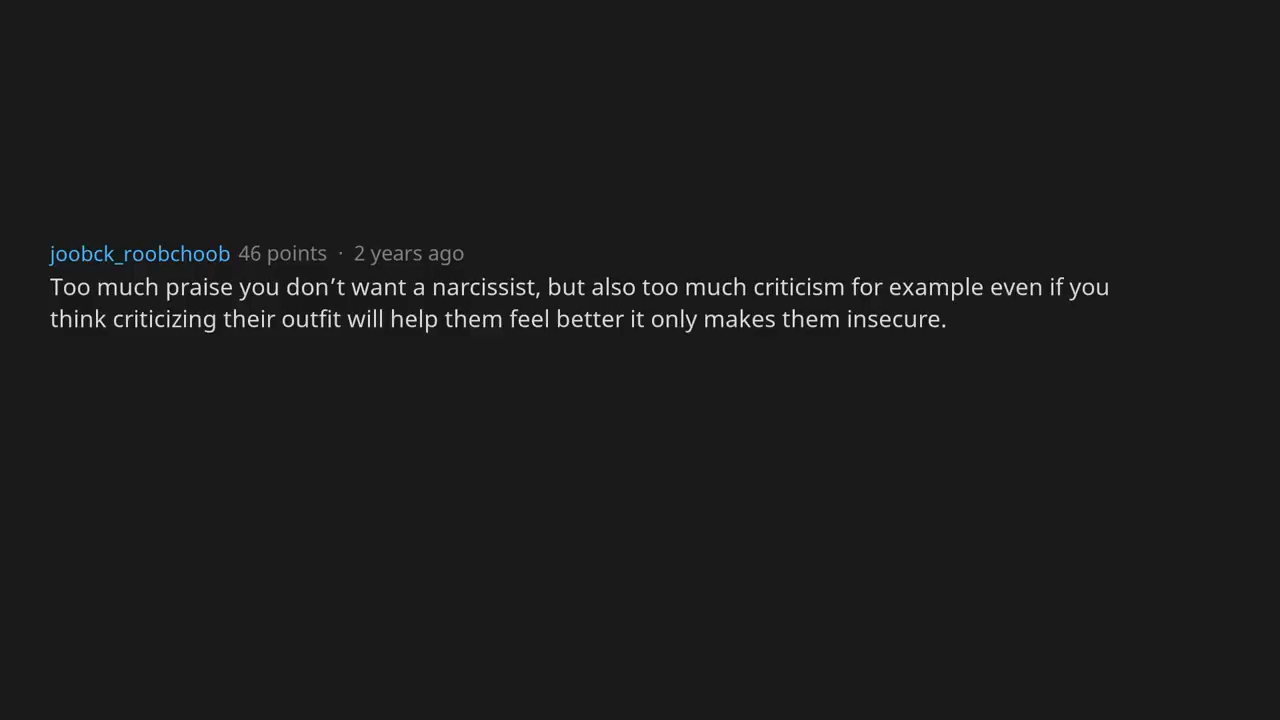 joobck_roobchoob 46 points · 2 years ago
Too much praise you don’t want a narcissist, but also too much criticism for example even if you
think criticizing their outfit will help them feel better it only makes them insecure.